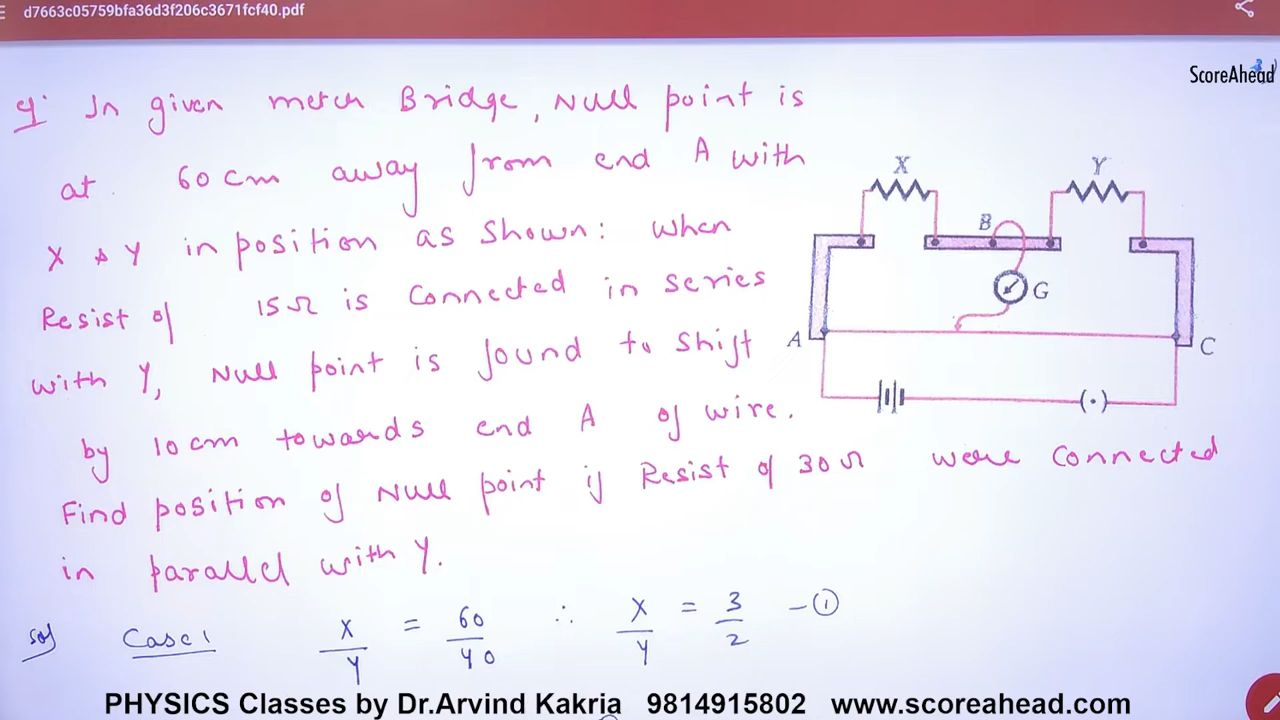 d7663c05759bfa36d3f206c3671fcf40.pdf
ScoreAhead
In given metch Bridge, Null point is
at 60 cm away from end A with
X & Y in position as shown: when
Resist of 15Ω is connected in series
with Y, Null point is found to shift
by 10 cm towards end A of wire.
Find position of Null point if Resist of 30Ω were connected
in parallel with Y.
X
Y
B
G
A
C
Sol Case 1 X/Y = 60/40 ∴ X/Y = 3/2 – ①
PHYSICS Classes by Dr.Arvind Kakria 9814915802 www.scoreahead.com